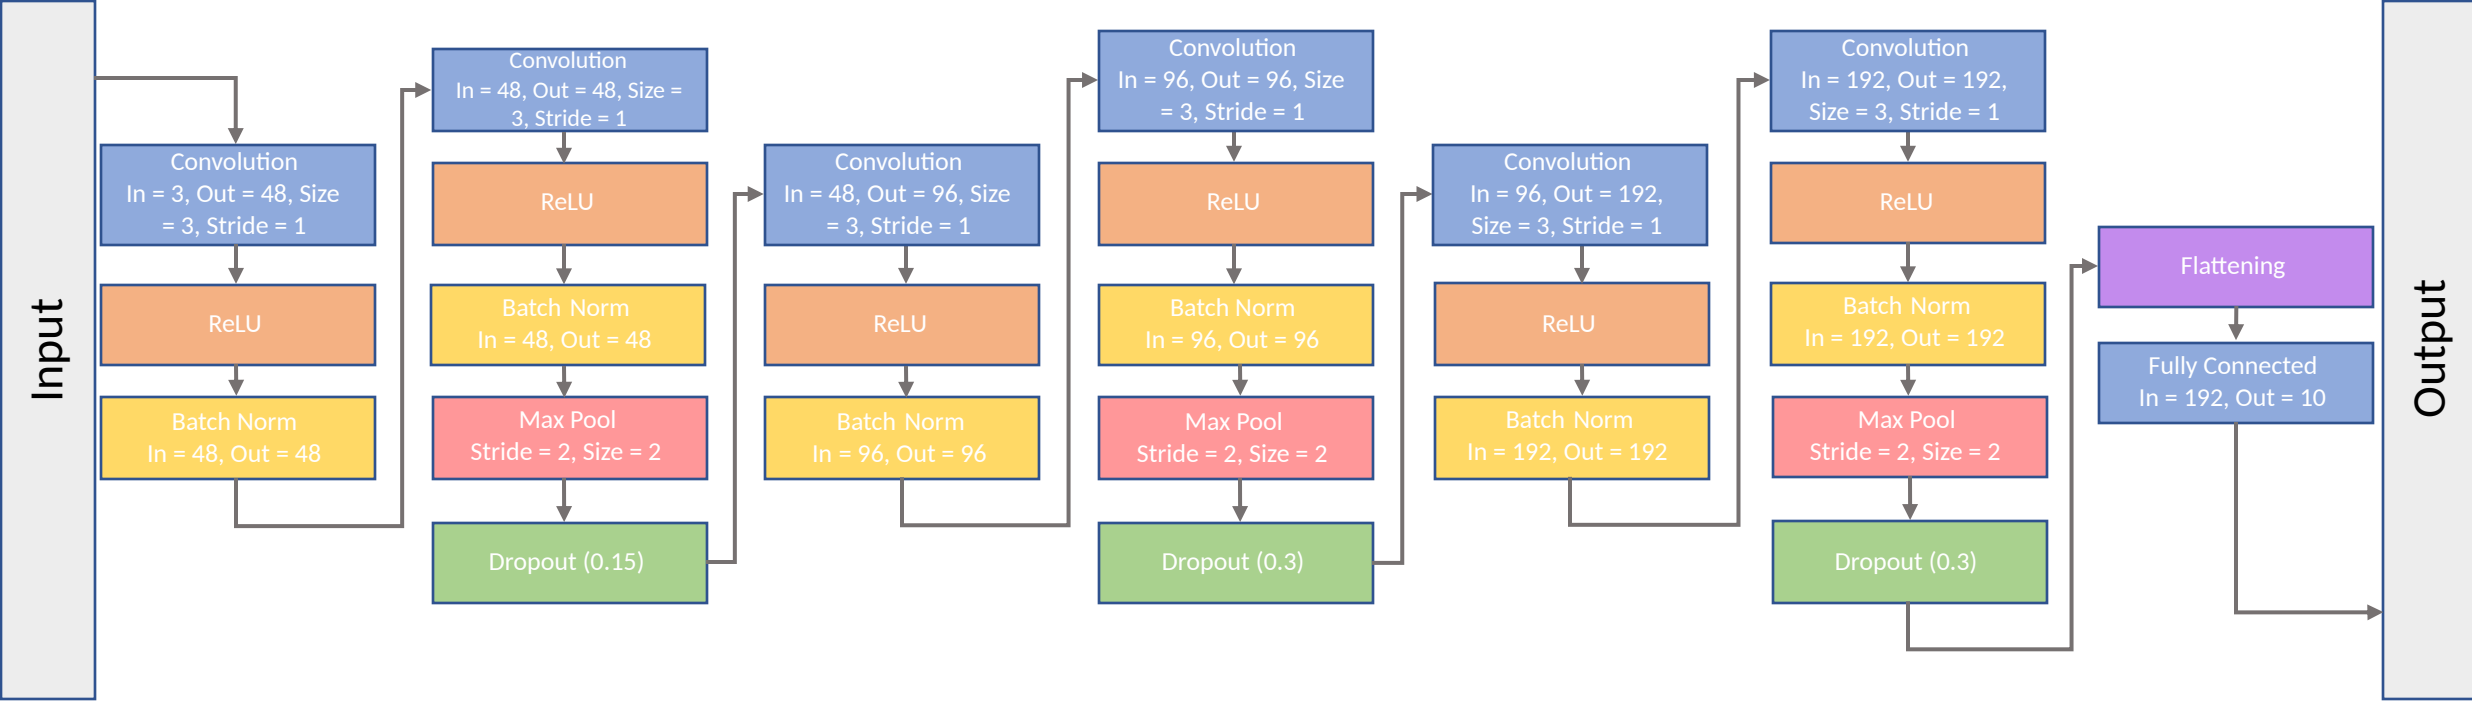 Input
Convolution
In = 3, Out = 48, Size
= 3, Stride = 1
ReLU
Batch Norm
In = 48, Out = 48
Convolution
In = 48, Out = 48, Size =
3, Stride = 1
ReLU
Batch Norm
In = 48, Out = 48
Max Pool
Stride = 2, Size = 2
Dropout (0.15)
Convolution
In = 48, Out = 96, Size
= 3, Stride = 1
ReLU
Batch Norm
In = 96, Out = 96
Convolution
In = 96, Out = 96, Size
= 3, Stride = 1
ReLU
Batch Norm
In = 96, Out = 96
Max Pool
Stride = 2, Size = 2
Dropout (0.3)
Convolution
In = 96, Out = 192,
Size = 3, Stride = 1
ReLU
Batch Norm
In = 192, Out = 192
Convolution
In = 192, Out = 192,
Size = 3, Stride = 1
ReLU
Batch Norm
In = 192, Out = 192
Max Pool
Stride = 2, Size = 2
Dropout (0.3)
Flattening
Fully Connected
In = 192, Out = 10
Output